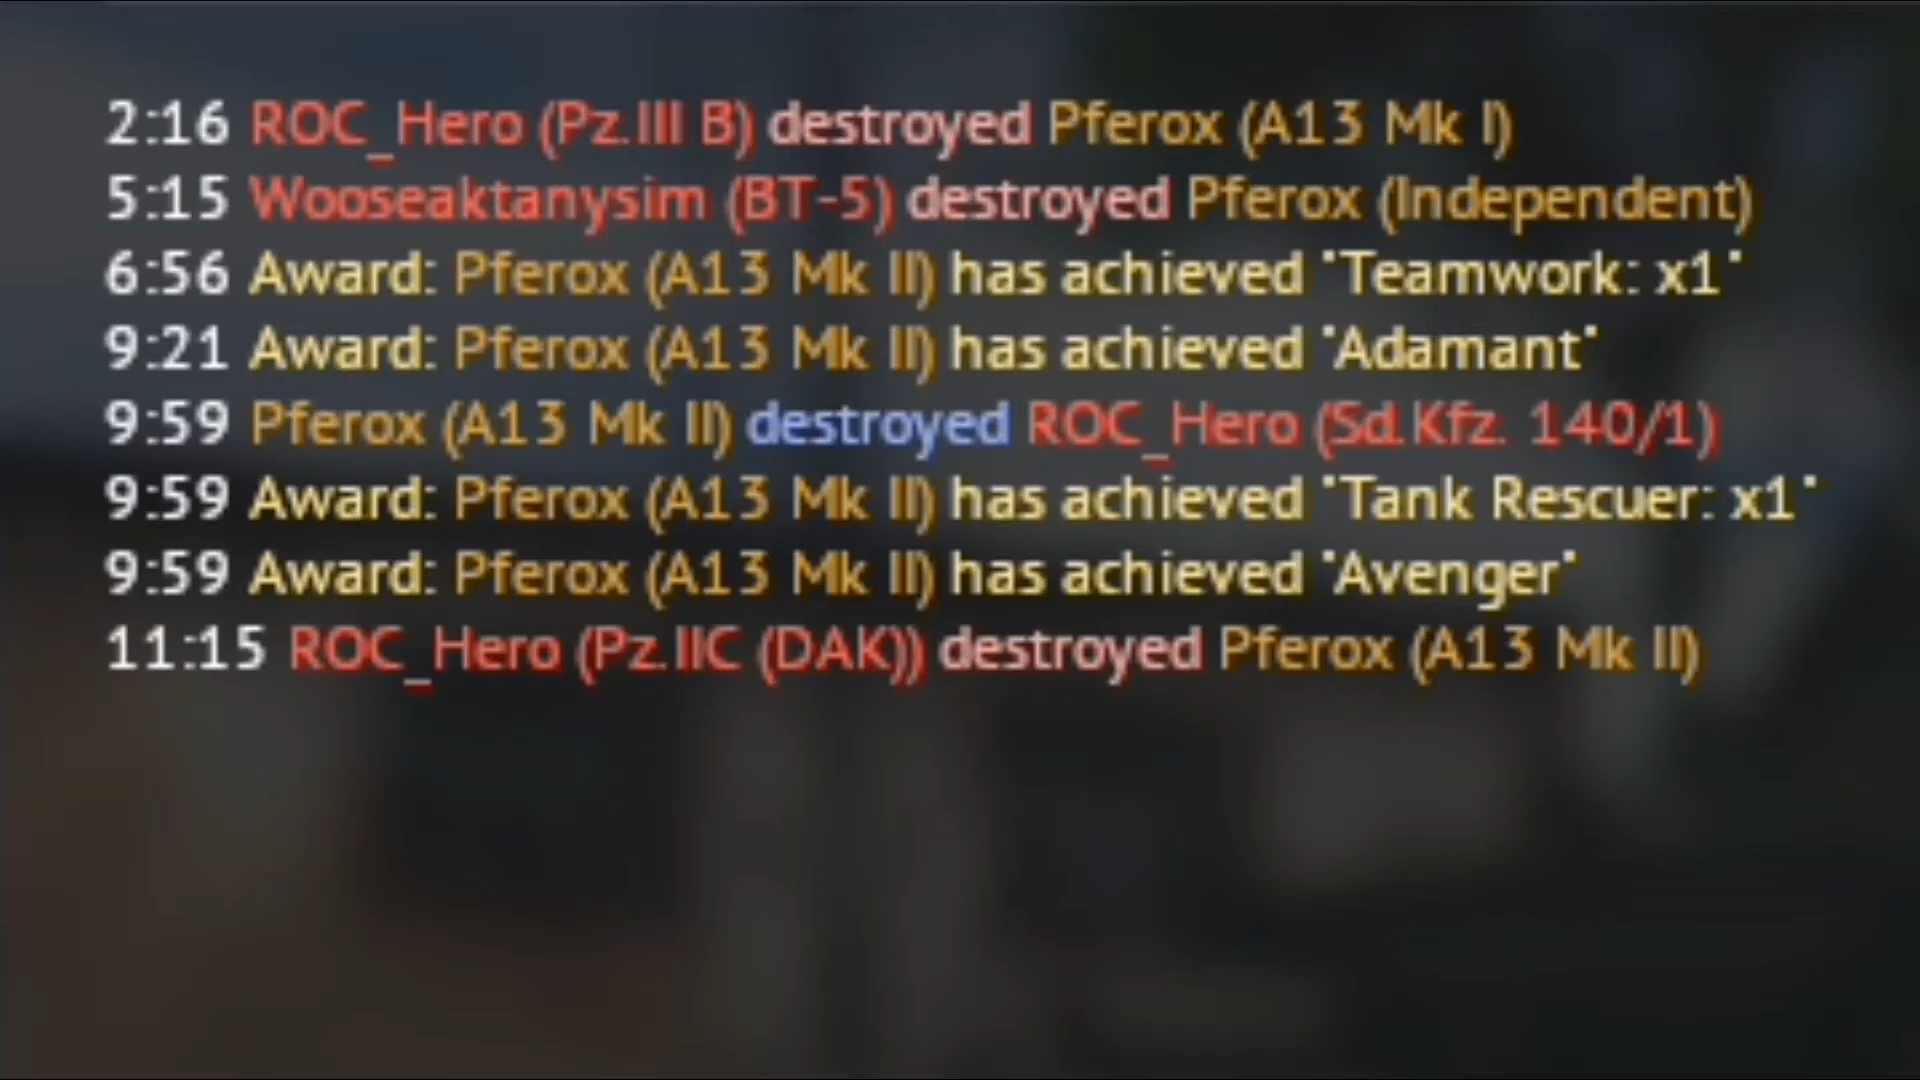 2:16 ROC_Hero (Pz.III B) destroyed Pferox (A13 Mk I)
5:15 Wooseaktanysim (BT-5) destroyed Pferox (Independent)
6:56 Award: Pferox (A13 Mk II) has achieved "Teamwork: x1"
9:21 Award: Pferox (A13 Mk II) has achieved "Adamant"
9:59 Pferox (A13 Mk II) destroyed ROC_Hero (Sd.Kfz. 140/1)
9:59 Award: Pferox (A13 Mk II) has achieved "Tank Rescuer: x1"
9:59 Award: Pferox (A13 Mk II) has achieved "Avenger"
11:15 ROC_Hero (Pz.IIC (DAK)) destroyed Pferox (A13 Mk II)